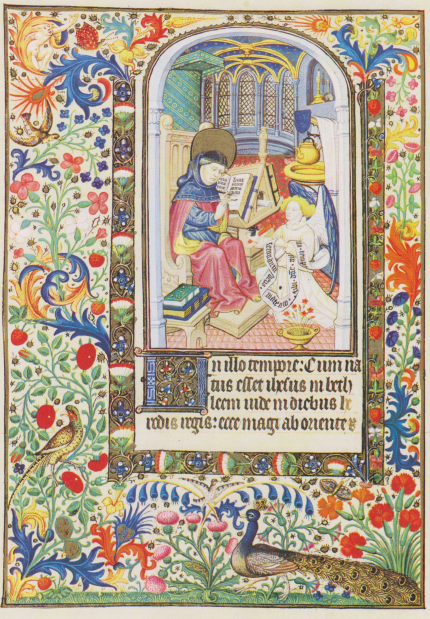 In illo tempore: Cum na
tus esset ihesus in beth
leem iude in diebus he
rodis regis: ecce magi ab oriente